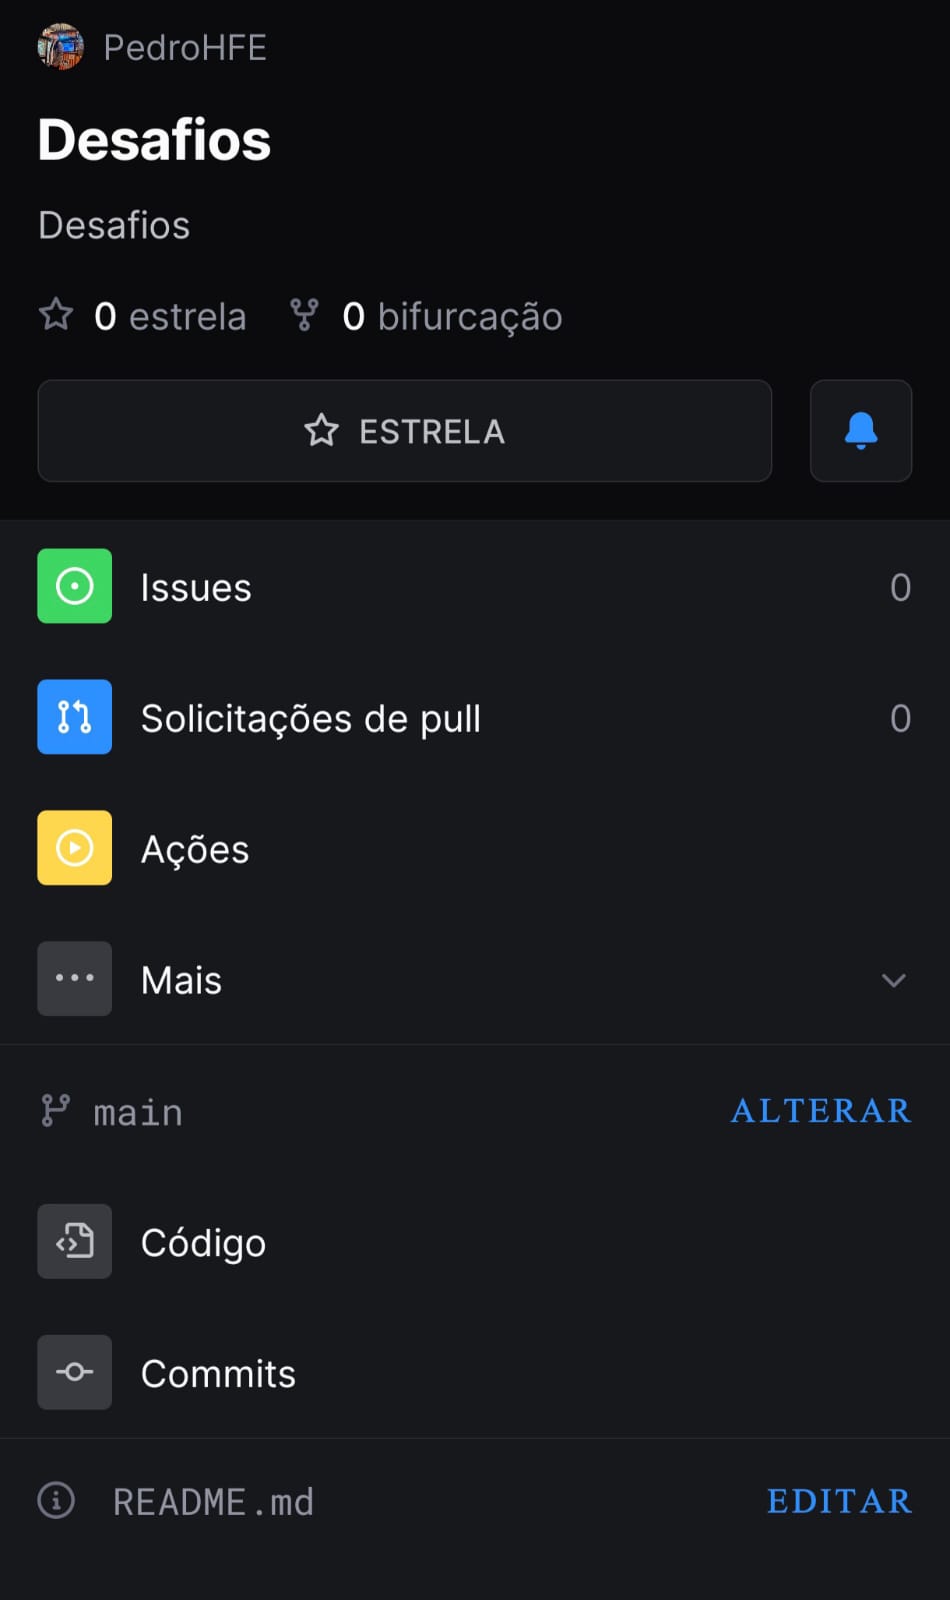 PedroHFE
Desafios
Desafios
0 estrela 0 bifurcação
ESTRELA
Issues 0
Solicitações de pull 0
Ações
Mais
main ALTERAR
Código
Commits
README.md EDITAR